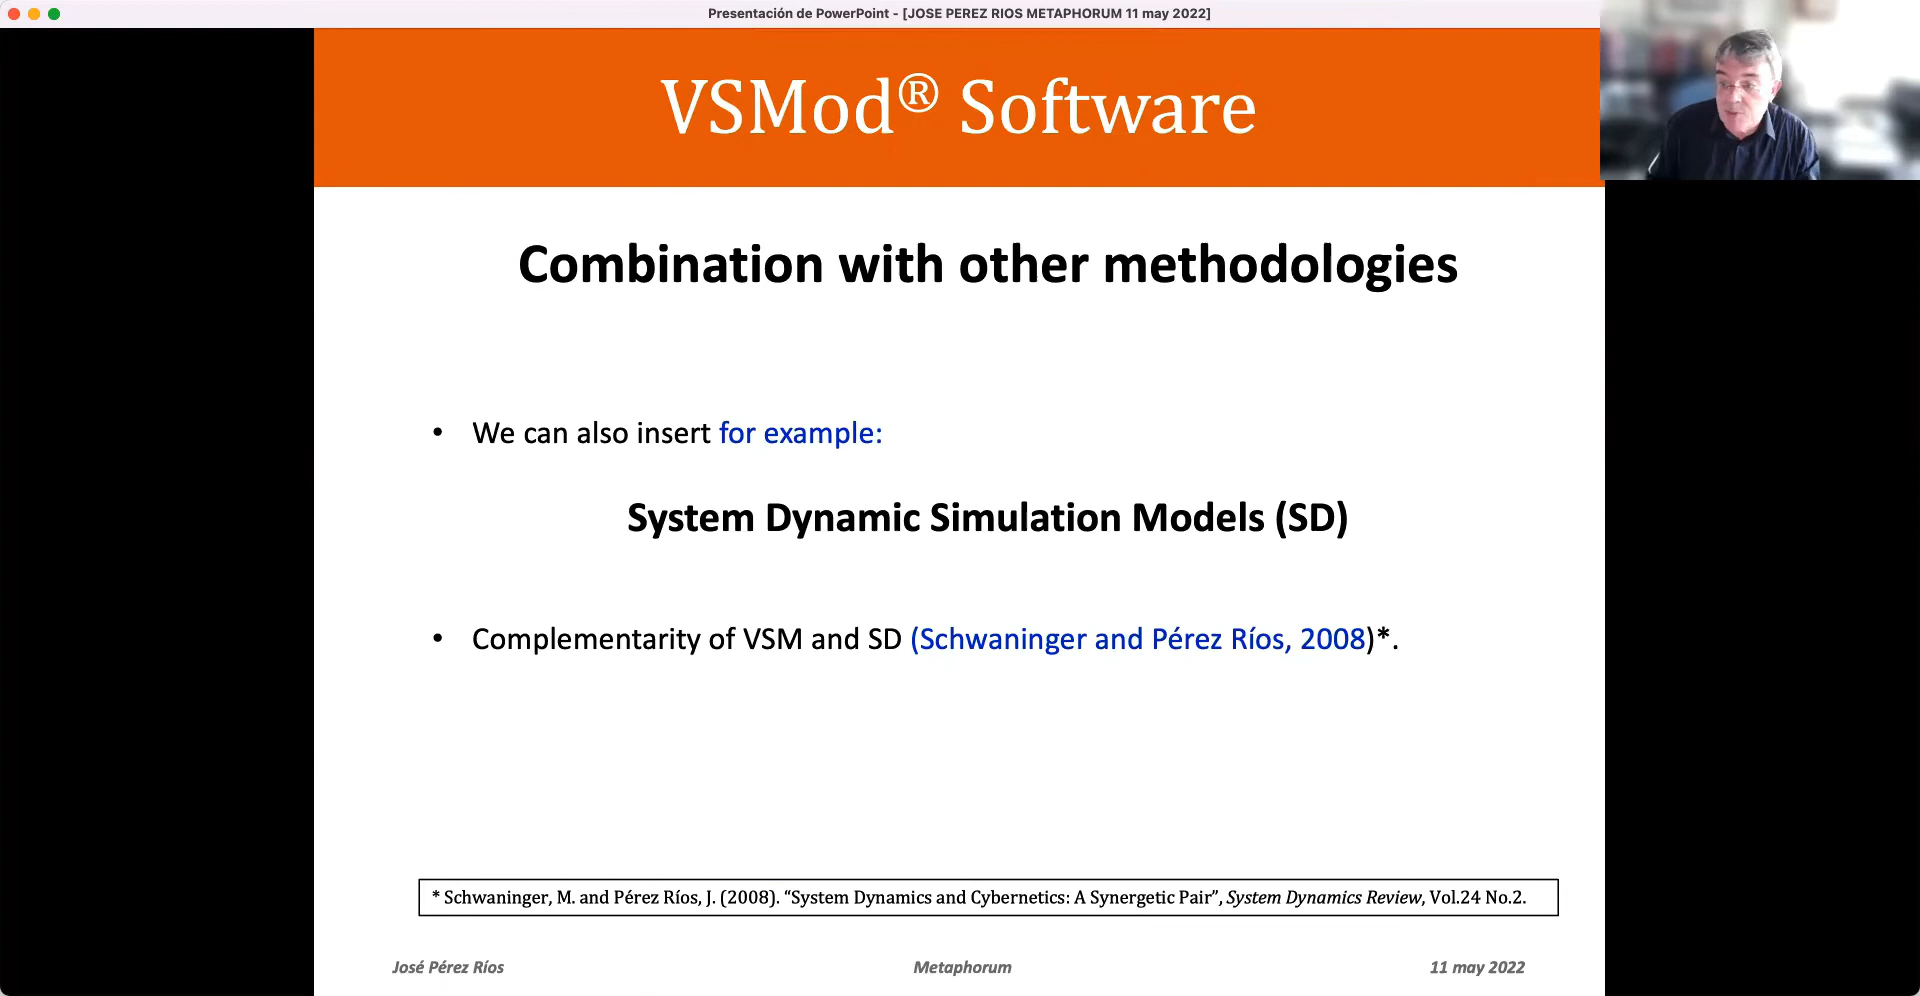 Presentación de PowerPoint - [JOSE PEREZ RIOS METAPHORUM 11 may 2022]
VSMod® Software
Combination with other methodologies
• We can also insert for example:
System Dynamic Simulation Models (SD)
• Complementarity of VSM and SD (Schwaninger and Pérez Ríos, 2008)*.
* Schwaninger, M. and Pérez Ríos, J. (2008). “System Dynamics and Cybernetics: A Synergetic Pair”, System Dynamics Review, Vol.24 No.2.
José Pérez Ríos Metaphorum 11 may 2022